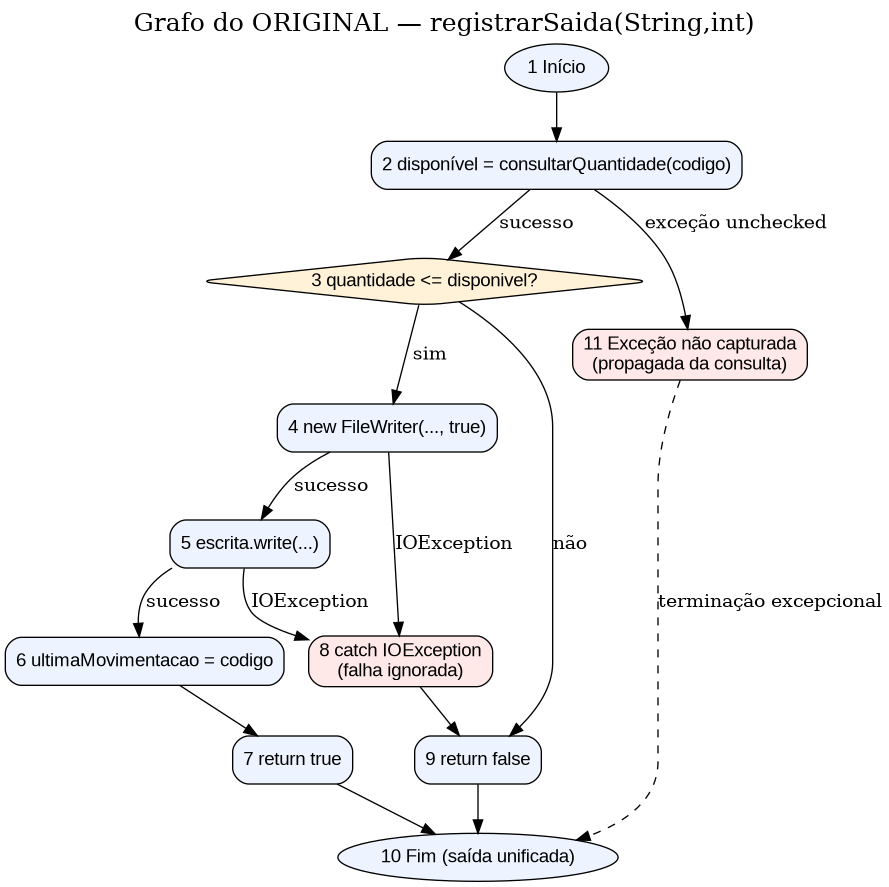 Grafo do ORIGINAL — registrarSaida(String,int)
1 Início
2 disponível = consultarQuantidade(codigo)
sucesso
exceção unchecked
3 quantidade <= disponivel?
11 Exceção não capturada
(propagada da consulta)
sim
4 new FileWriter(..., true)
sucesso
5 escrita.write(...)
IOException
não
sucesso
IOException
terminação excepcional
6 ultimaMovimentacao = codigo
8 catch IOException
(falha ignorada)
7 return true
9 return false
10 Fim (saída unificada)